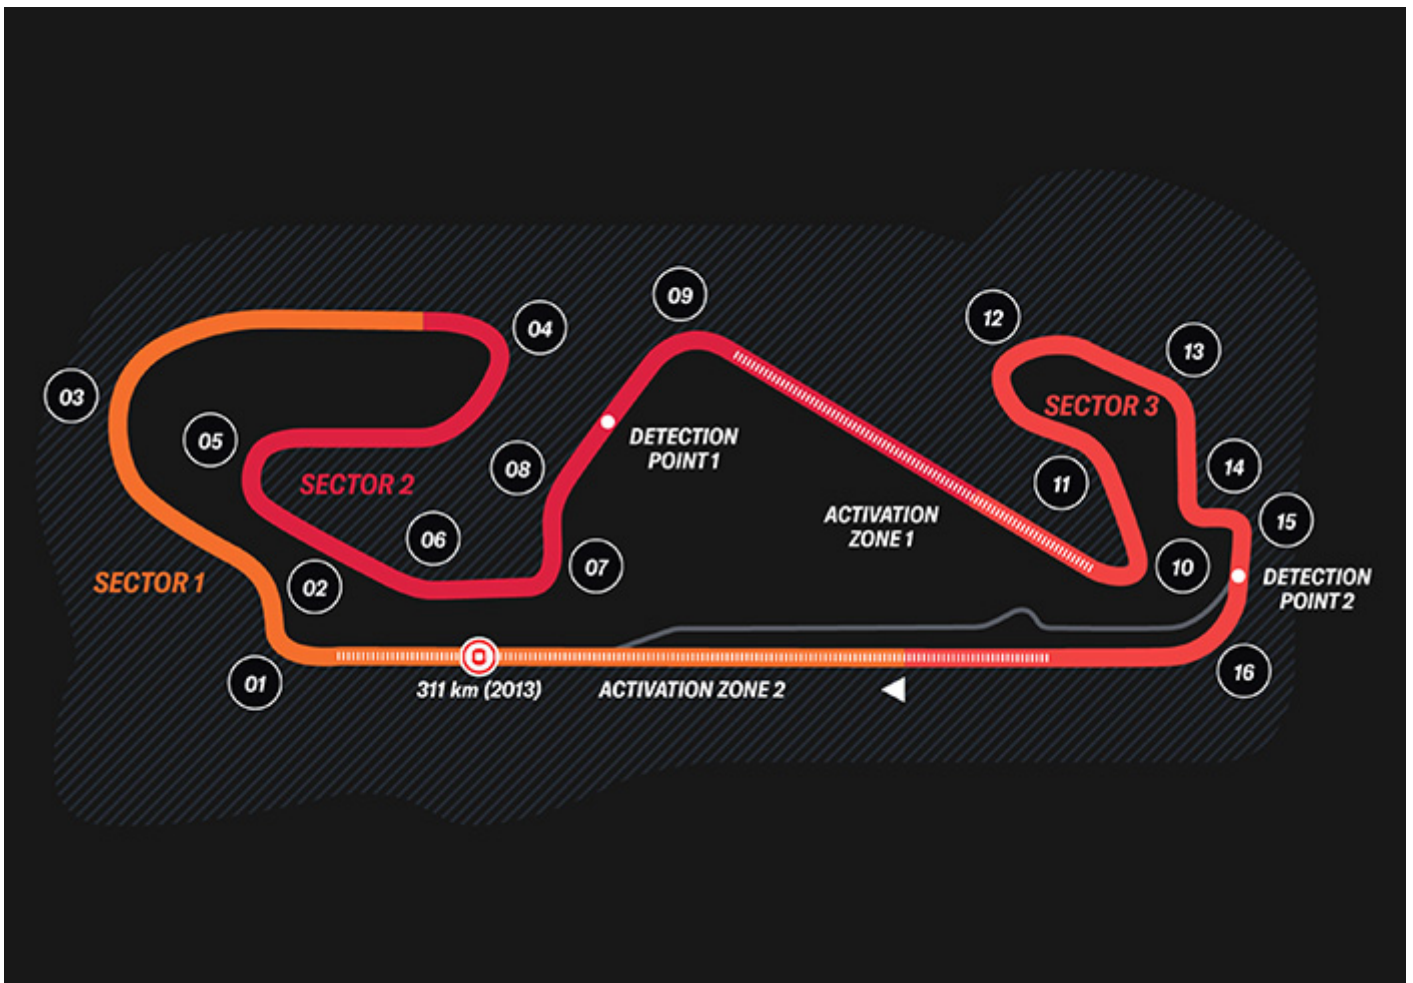 09
12
04
13
03
SECTOR 3
05
DETECTION
POINT 1
08
14
SECTOR 2
11
15
ACTIVATION
ZONE 1
06
07
10
SECTOR 1
02
DETECTION
POINT 2
01
16
311 km (2013)
ACTIVATION ZONE 2